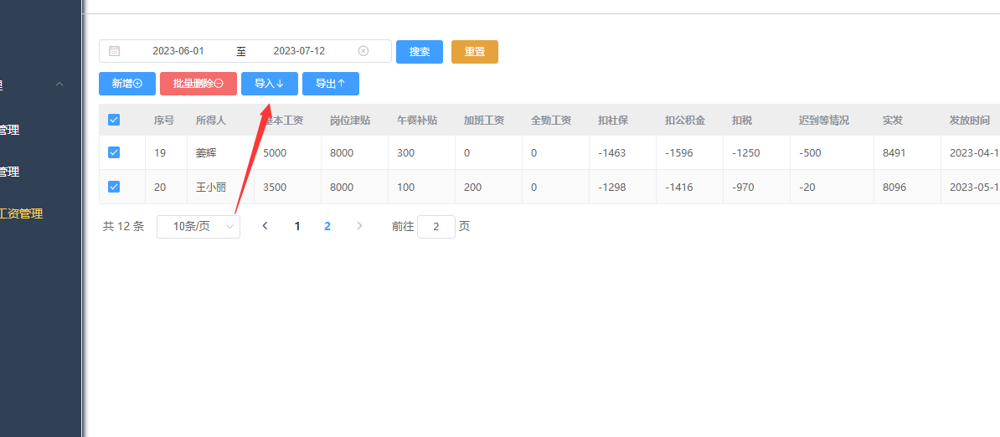 2023-06-01 至 2023-07-12 搜索 重置
理
新增 批量删除 导入 导出
序号 所得人 基本工资 岗位津贴 午餐补贴 加班工资 全勤工资 扣社保 扣公积金 扣税 迟到等情况 实发 发放时间
管理
19 姜辉 5000 8000 300 0 0 -1463 -1596 -1250 -500 8491 2023-04-1
管理
20 王小丽 3500 8000 100 200 0 -1298 -1416 -970 -20 8096 2023-05-1
工资管理
共 12 条 10条/页 1 2 前往 2 页